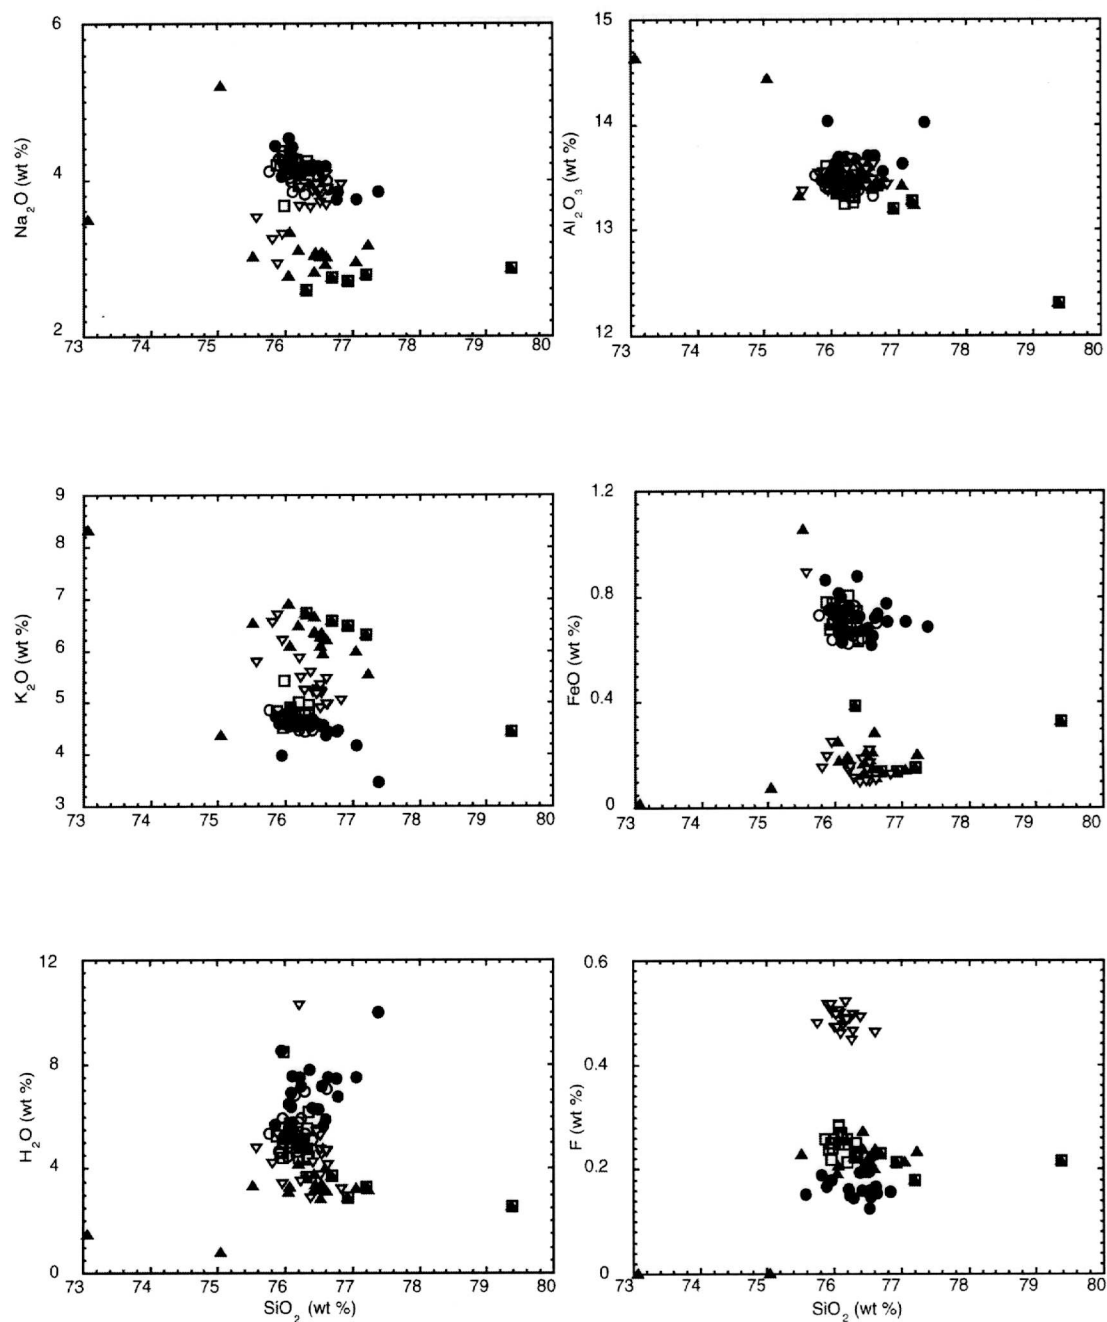 6
4
2
Na2O (wt %)
73 74 75 76 77 78 79 80
15
14
13
12
Al2O3 (wt %)
73 74 75 76 77 78 79 80
9
8
7
6
5
4
3
K2O (wt %)
73 74 75 76 77 78 79 80
1.2
0.8
0.4
0
FeO (wt %)
73 74 75 76 77 78 79 80
12
8
4
0
H2O (wt %)
73 74 75 76 77 78 79 80
SiO2 (wt %)
0.6
0.4
0.2
0
F (wt %)
73 74 75 76 77 78 79 80
SiO2 (wt %)